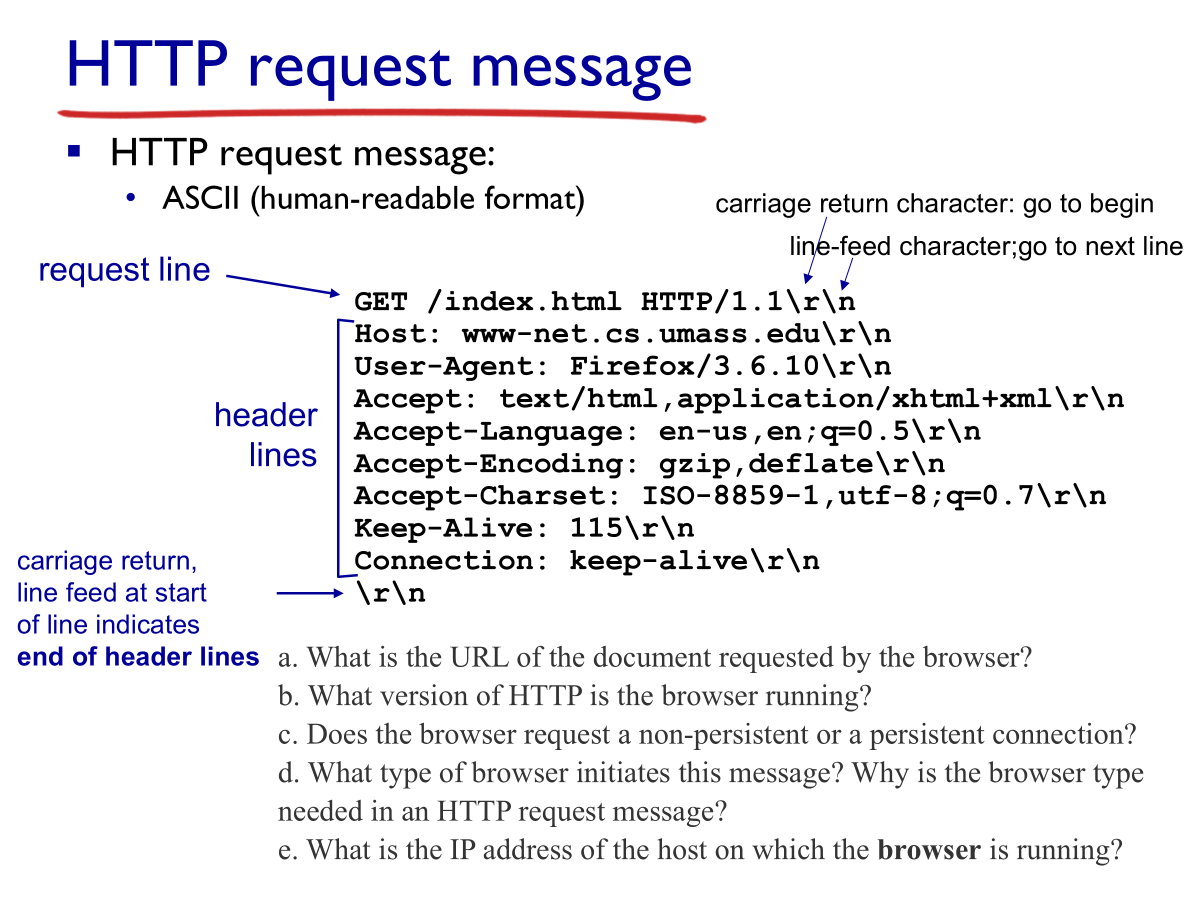 HTTP request message
▪ HTTP request message:
• ASCII (human-readable format)
carriage return character: go to begin
line-feed character;go to next line
request line
GET /index.html HTTP/1.1\r\n
Host: www-net.cs.umass.edu\r\n
User-Agent: Firefox/3.6.10\r\n
Accept: text/html,application/xhtml+xml\r\n
Accept-Language: en-us,en;q=0.5\r\n
Accept-Encoding: gzip,deflate\r\n
Accept-Charset: ISO-8859-1,utf-8;q=0.7\r\n
Keep-Alive: 115\r\n
Connection: keep-alive\r\n
\r\n
header
lines
carriage return,
line feed at start
of line indicates
end of header lines
a. What is the URL of the document requested by the browser?
b. What version of HTTP is the browser running?
c. Does the browser request a non-persistent or a persistent connection?
d. What type of browser initiates this message? Why is the browser type
needed in an HTTP request message?
e. What is the IP address of the host on which the browser is running?